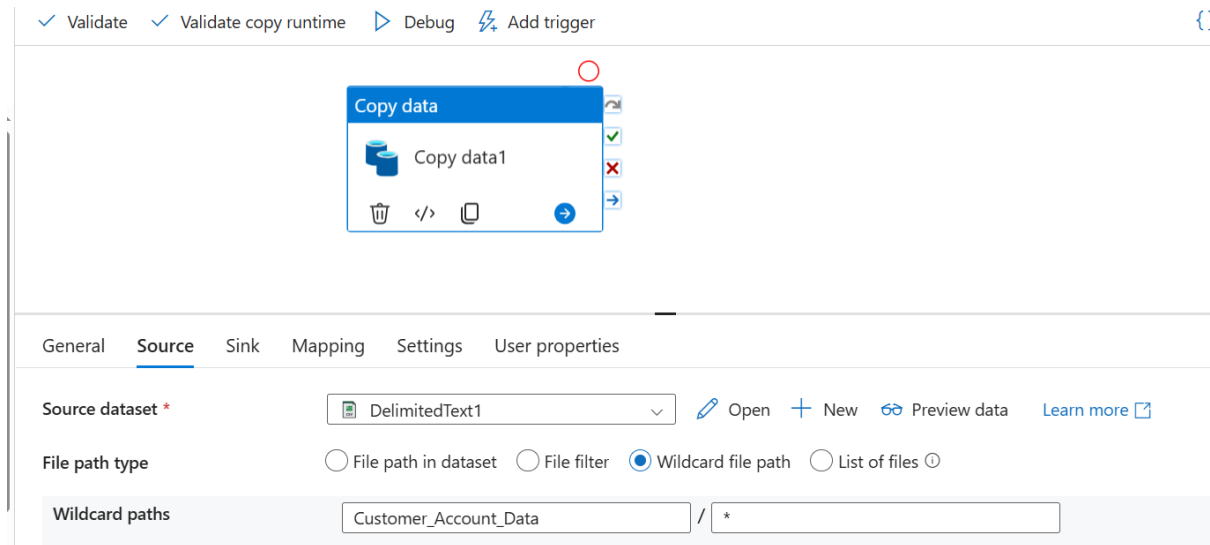 Validate Validate copy runtime Debug Add trigger {}
Copy data
Copy data1
</>
General Source Sink Mapping Settings User properties
Source dataset * DelimitedText1 Open New Preview data Learn more
File path type File path in dataset File filter Wildcard file path List of files
Wildcard paths Customer_Account_Data / *